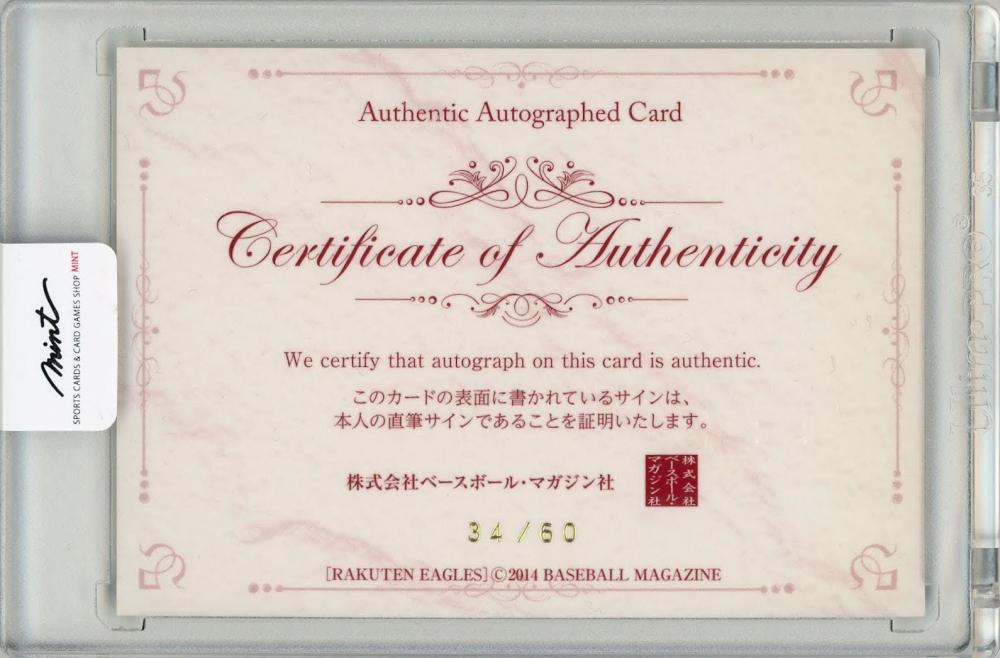 Authentic Autographed Card
Certificate of Authenticity
We certify that autograph on this card is authentic.
このカードの表面に書かれているサインは、
本人の直筆サインであることを証明いたします。
株式会社ベースボール・マガジン社
株式会社
ベースボール・
マガジン社
34/60
[RAKUTEN EAGLES]©2014 BASEBALL MAGAZINE
mint
SPORTS CARDS & CARD GAMES SHOP MINT
UltraPRO®
35